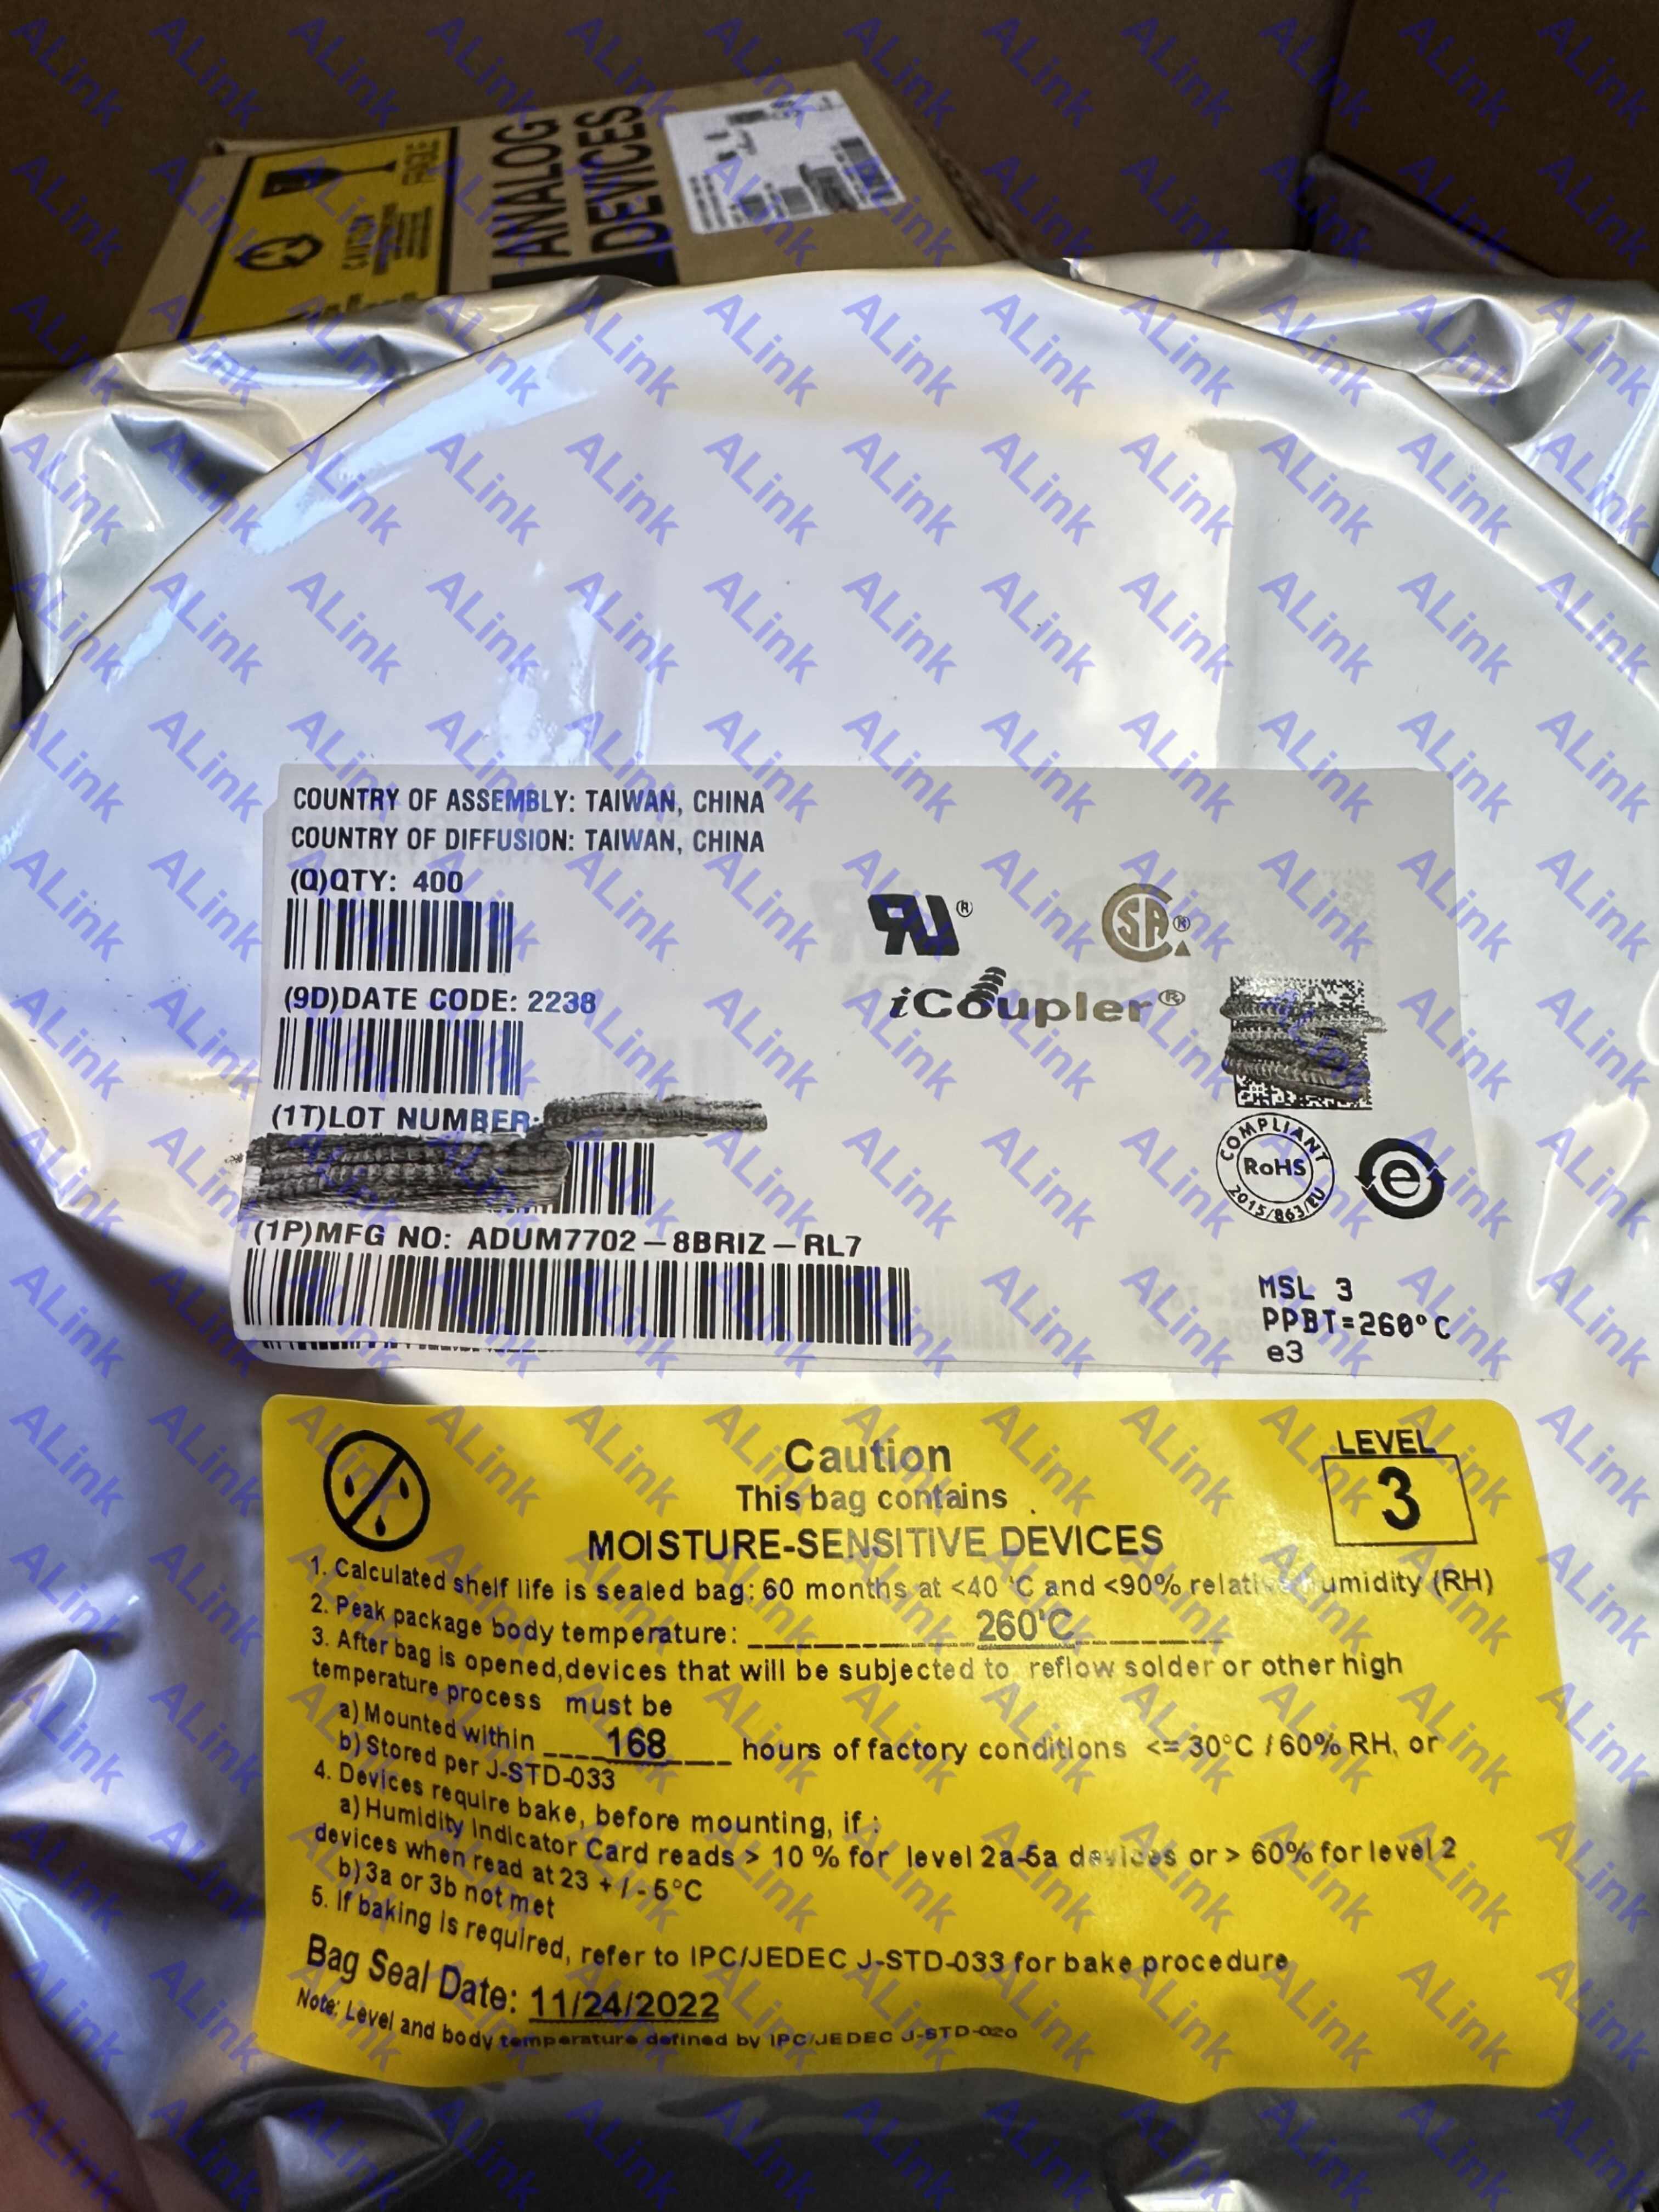 ANALOG
DEVICES
FRAGILE
CAUTION
COUNTRY OF ASSEMBLY: TAIWAN, CHINA
COUNTRY OF DIFFUSION: TAIWAN, CHINA
(Q)QTY: 400
(9D)DATE CODE: 2238
(1T)LOT NUMBER:
(1P)MFG NO: ADUM7702-8BRIZ-RL7
iCoupler®
COMPLIANT
RoHS
2015/863/EU
MSL 3
PPBT=260°C
e3
Caution
This bag contains
MOISTURE-SENSITIVE DEVICES
LEVEL
3
1. Calculated shelf life is sealed bag: 60 months at <40 °C and <90% relative humidity (RH)
2. Peak package body temperature: 260°C
3. After bag is opened, devices that will be subjected to reflow solder or other high
temperature process must be
a) Mounted within 168 hours of factory conditions <= 30°C / 60% RH, or
b) Stored per J-STD-033
4. Devices require bake, before mounting, if :
a) Humidity Indicator Card reads > 10 % for level 2a-5a devices or > 60% for level 2
devices when read at 23 + / - 5°C
b) 3a or 3b not met
5. If baking is required, refer to IPC/JEDEC J-STD-033 for bake procedure
Bag Seal Date: 11/24/2022
Note: Level and body temperature defined by IPC/JEDEC J-STD-020
ALink